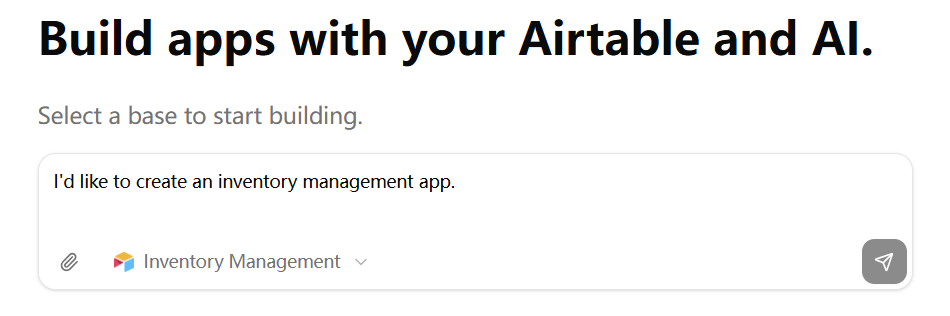 Build apps with your Airtable and AI.
Select a base to start building.
I'd like to create an inventory management app.
Inventory Management